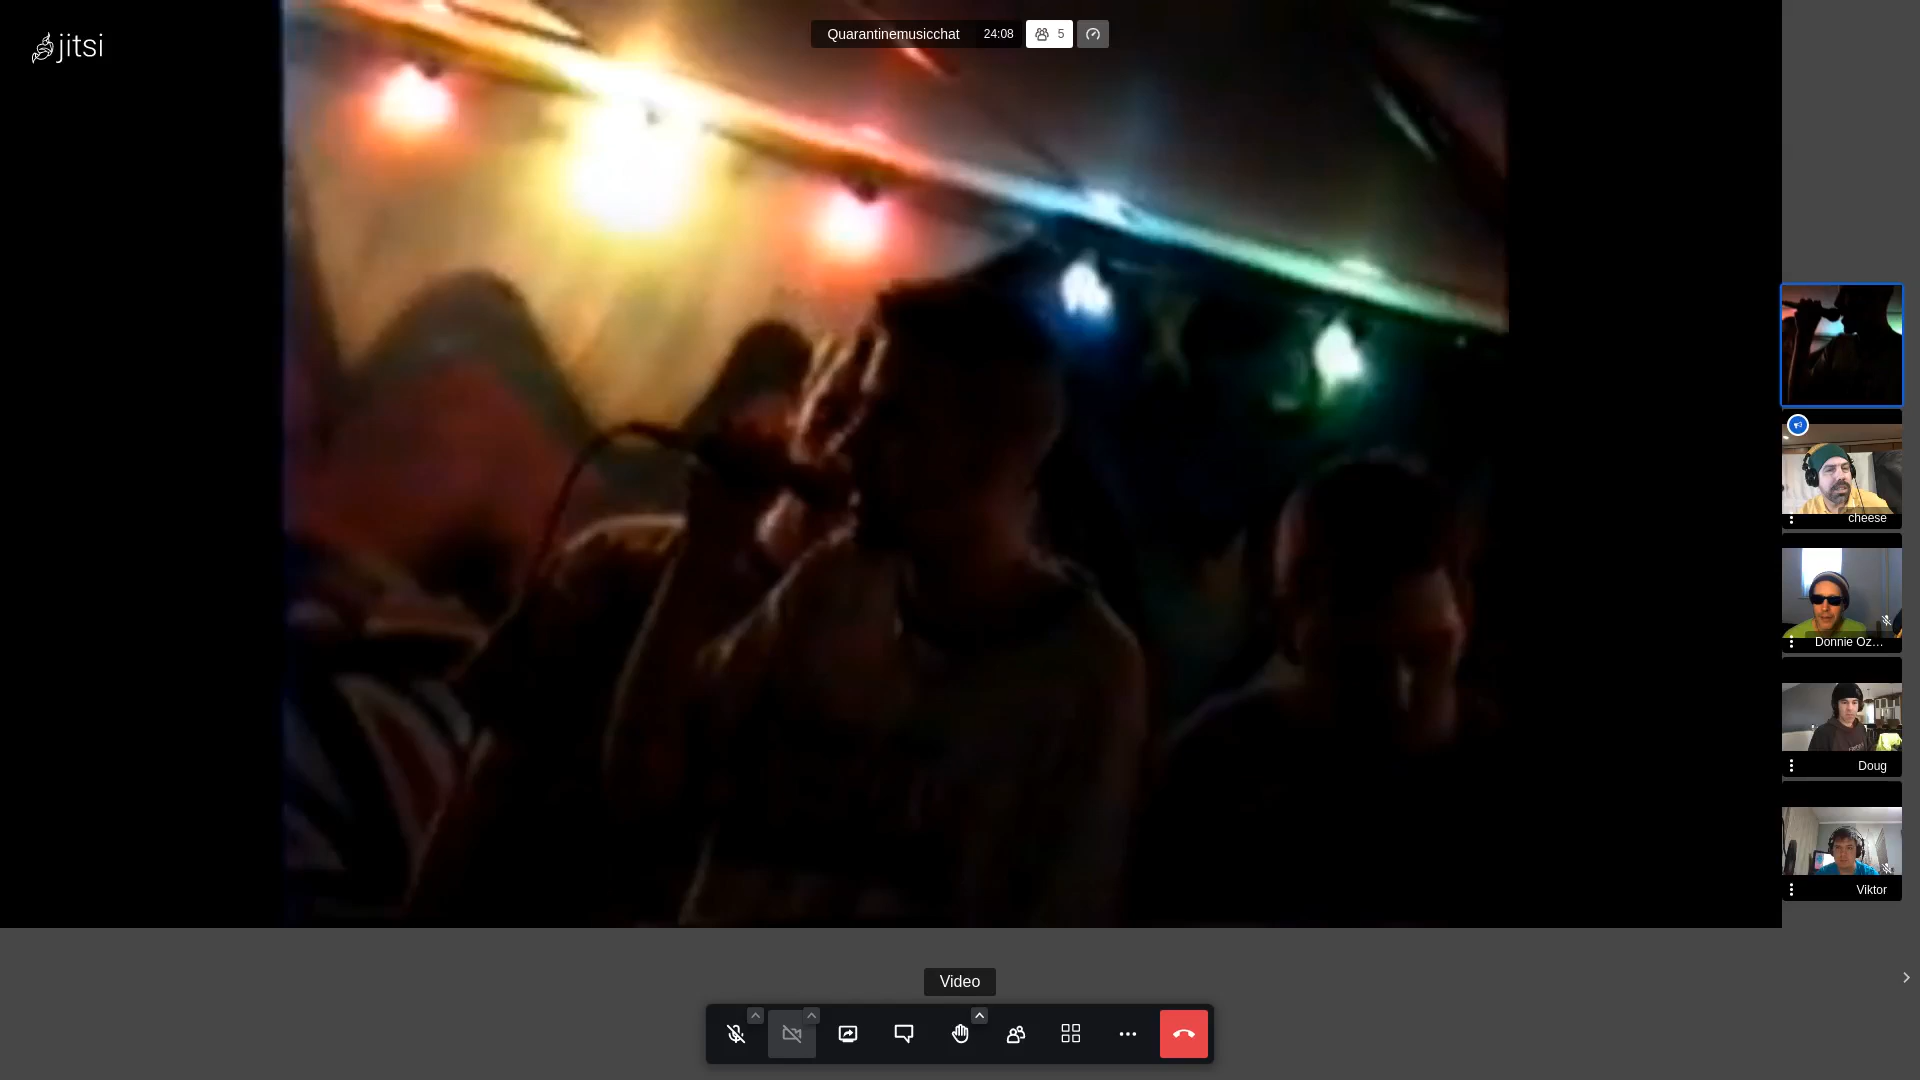 jitsi
Quarantinemusicchat 24:08 5
cheese
Donnie Oz...
Doug
Viktor
Video